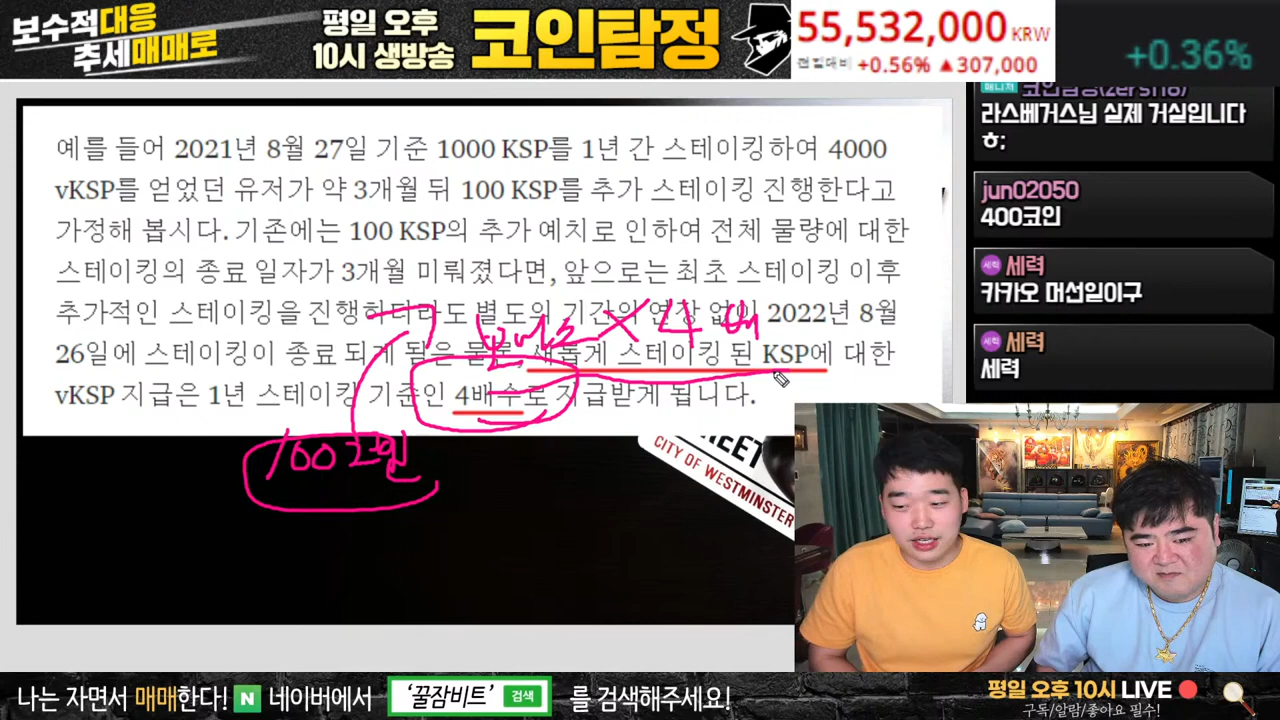 보수적대응
추세매매로
평일 오후
10시 생방송
코인탐정
55,532,000 KRW
전일대비 +0.56% ▲307,000
+0.36%
예를 들어 2021년 8월 27일 기준 1000 KSP를 1년 간 스테이킹하여 4000
vKSP를 얻었던 유저가 약 3개월 뒤 100 KSP를 추가 스테이킹 진행한다고
가정해 봅시다. 기존에는 100 KSP의 추가 예치로 인하여 전체 물량에 대한
스테이킹의 종료 일자가 3개월 미뤄졌다면, 앞으로는 최초 스테이킹 이후
추가적인 스테이킹을 진행하더라도 별도의 기간의 연장 없이 2022년 8월
26일에 스테이킹이 종료 되게 됨은 물론, 새롭게 스테이킹 된 KSP에 대한
vKSP 지급은 1년 스테이킹 기준인 4배수로 지급받게 됩니다.
×4배
100코인
REET
CITY OF WESTMINSTER
매니저 코인탐정(zer5118)
라스베거스님 실제 거실입니다
ㅎ;
jun02050
400코인
세력 세력
카카오 머선일이구
세력 세력
세력
나는 자면서 매매한다! N 네이버에서 '꿀잠비트' 검색 를 검색해주세요!
평일 오후 10시 LIVE
구독/알람/좋아요 필수!